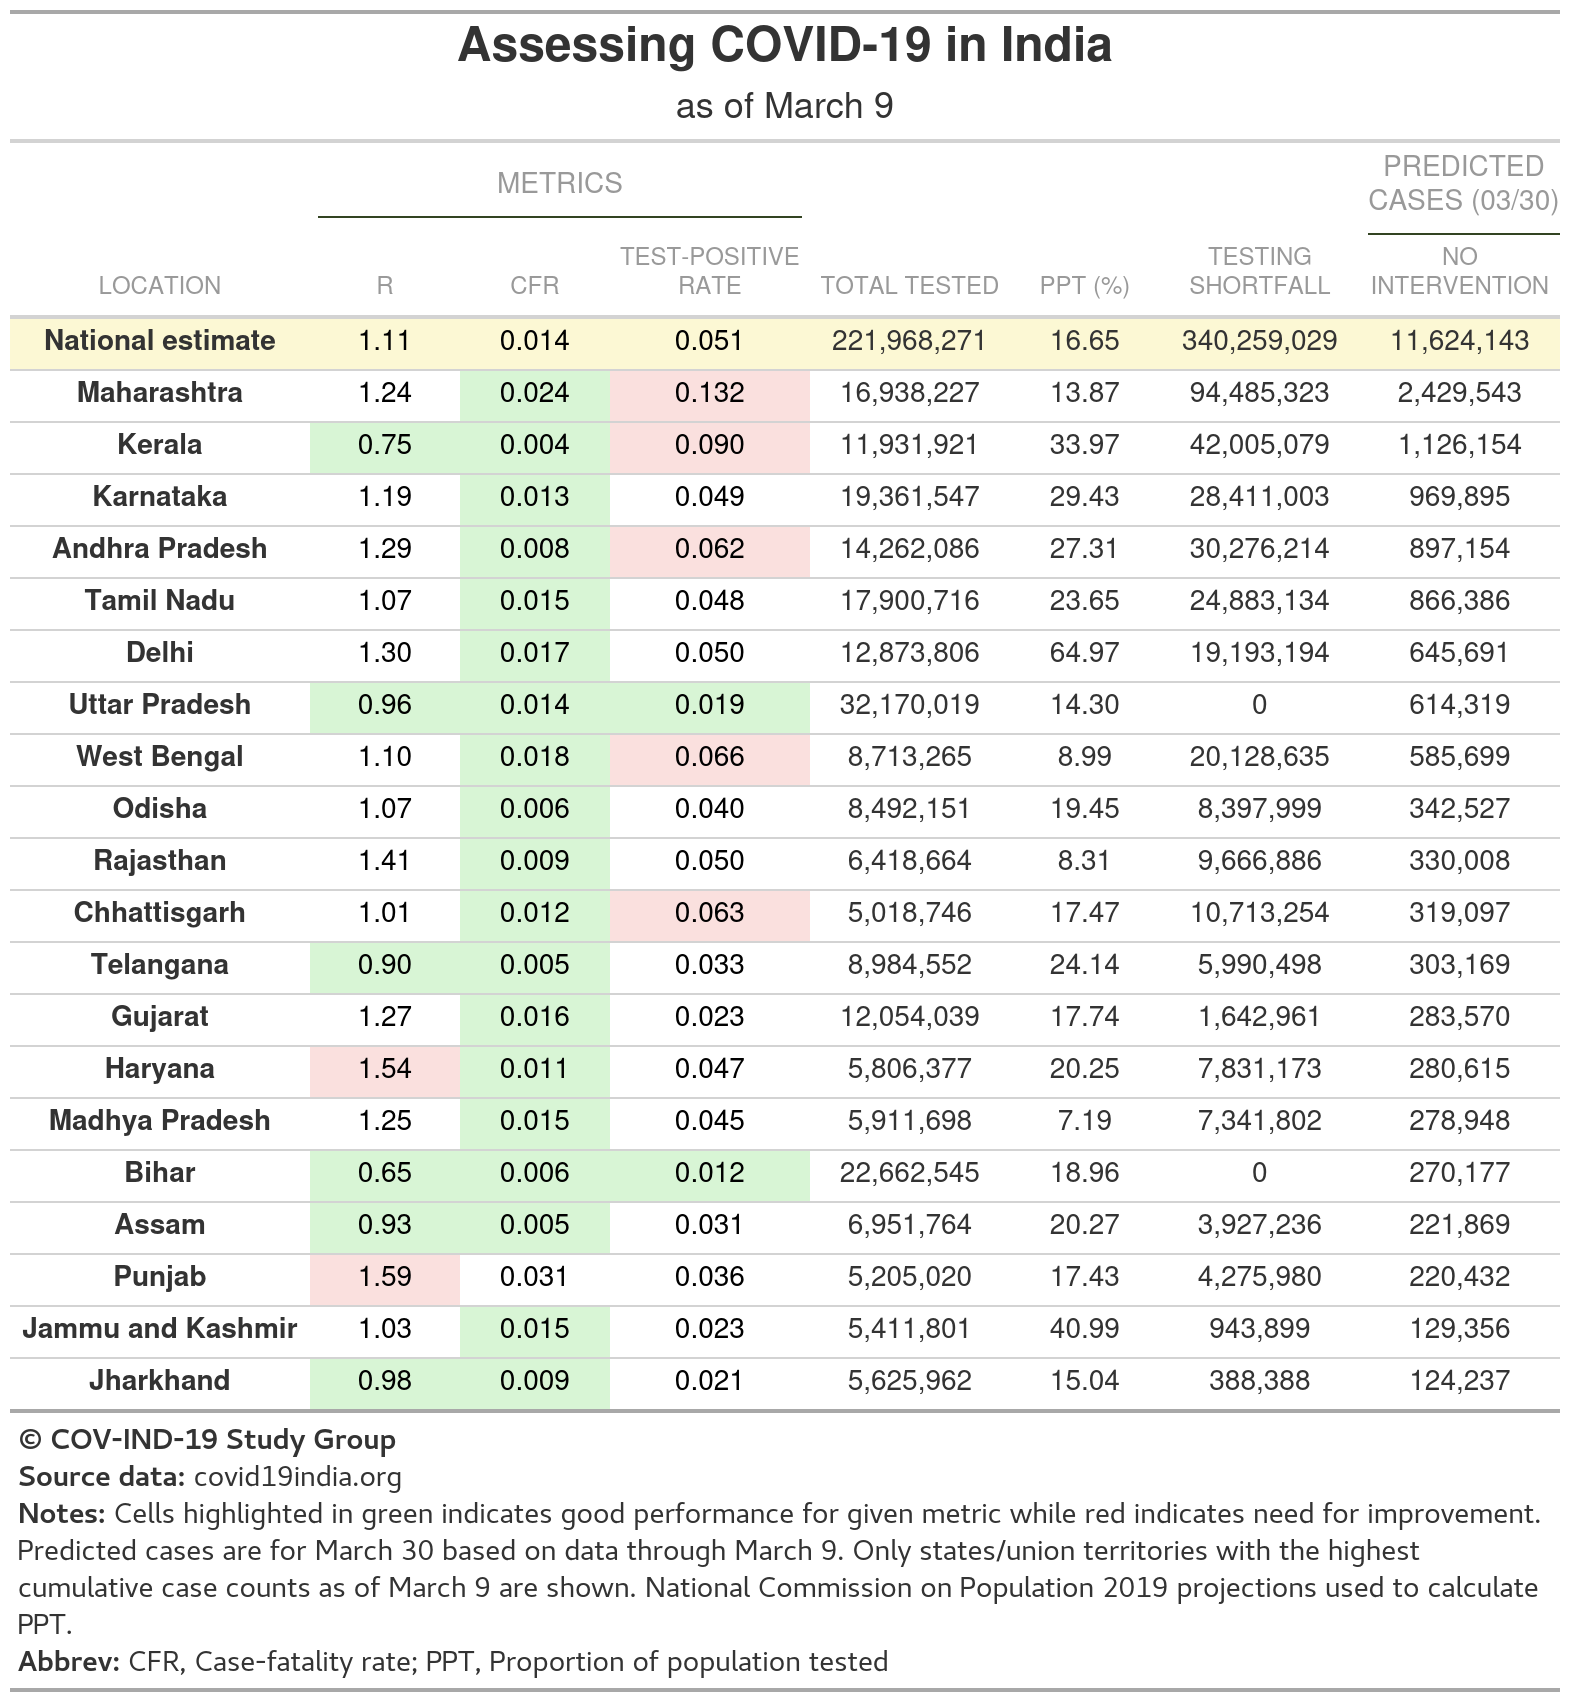 Assessing COVID-19 in India
as of March 9
METRICS
PREDICTED
CASES (03/30)
LOCATION R CFR TEST-POSITIVE RATE TOTAL TESTED PPT (%) TESTING SHORTFALL NO INTERVENTION
National estimate 1.11 0.014 0.051 221,968,271 16.65 340,259,029 11,624,143
Maharashtra 1.24 0.024 0.132 16,938,227 13.87 94,485,323 2,429,543
Kerala 0.75 0.004 0.090 11,931,921 33.97 42,005,079 1,126,154
Karnataka 1.19 0.013 0.049 19,361,547 29.43 28,411,003 969,895
Andhra Pradesh 1.29 0.008 0.062 14,262,086 27.31 30,276,214 897,154
Tamil Nadu 1.07 0.015 0.048 17,900,716 23.65 24,883,134 866,386
Delhi 1.30 0.017 0.050 12,873,806 64.97 19,193,194 645,691
Uttar Pradesh 0.96 0.014 0.019 32,170,019 14.30 0 614,319
West Bengal 1.10 0.018 0.066 8,713,265 8.99 20,128,635 585,699
Odisha 1.07 0.006 0.040 8,492,151 19.45 8,397,999 342,527
Rajasthan 1.41 0.009 0.050 6,418,664 8.31 9,666,886 330,008
Chhattisgarh 1.01 0.012 0.063 5,018,746 17.47 10,713,254 319,097
Telangana 0.90 0.005 0.033 8,984,552 24.14 5,990,498 303,169
Gujarat 1.27 0.016 0.023 12,054,039 17.74 1,642,961 283,570
Haryana 1.54 0.011 0.047 5,806,377 20.25 7,831,173 280,615
Madhya Pradesh 1.25 0.015 0.045 5,911,698 7.19 7,341,802 278,948
Bihar 0.65 0.006 0.012 22,662,545 18.96 0 270,177
Assam 0.93 0.005 0.031 6,951,764 20.27 3,927,236 221,869
Punjab 1.59 0.031 0.036 5,205,020 17.43 4,275,980 220,432
Jammu and Kashmir 1.03 0.015 0.023 5,411,801 40.99 943,899 129,356
Jharkhand 0.98 0.009 0.021 5,625,962 15.04 388,388 124,237
© COV-IND-19 Study Group
Source data: covid19india.org
Notes: Cells highlighted in green indicates good performance for given metric while red indicates need for improvement.
Predicted cases are for March 30 based on data through March 9. Only states/union territories with the highest
cumulative case counts as of March 9 are shown. National Commission on Population 2019 projections used to calculate
PPT.
Abbrev: CFR, Case-fatality rate; PPT, Proportion of population tested